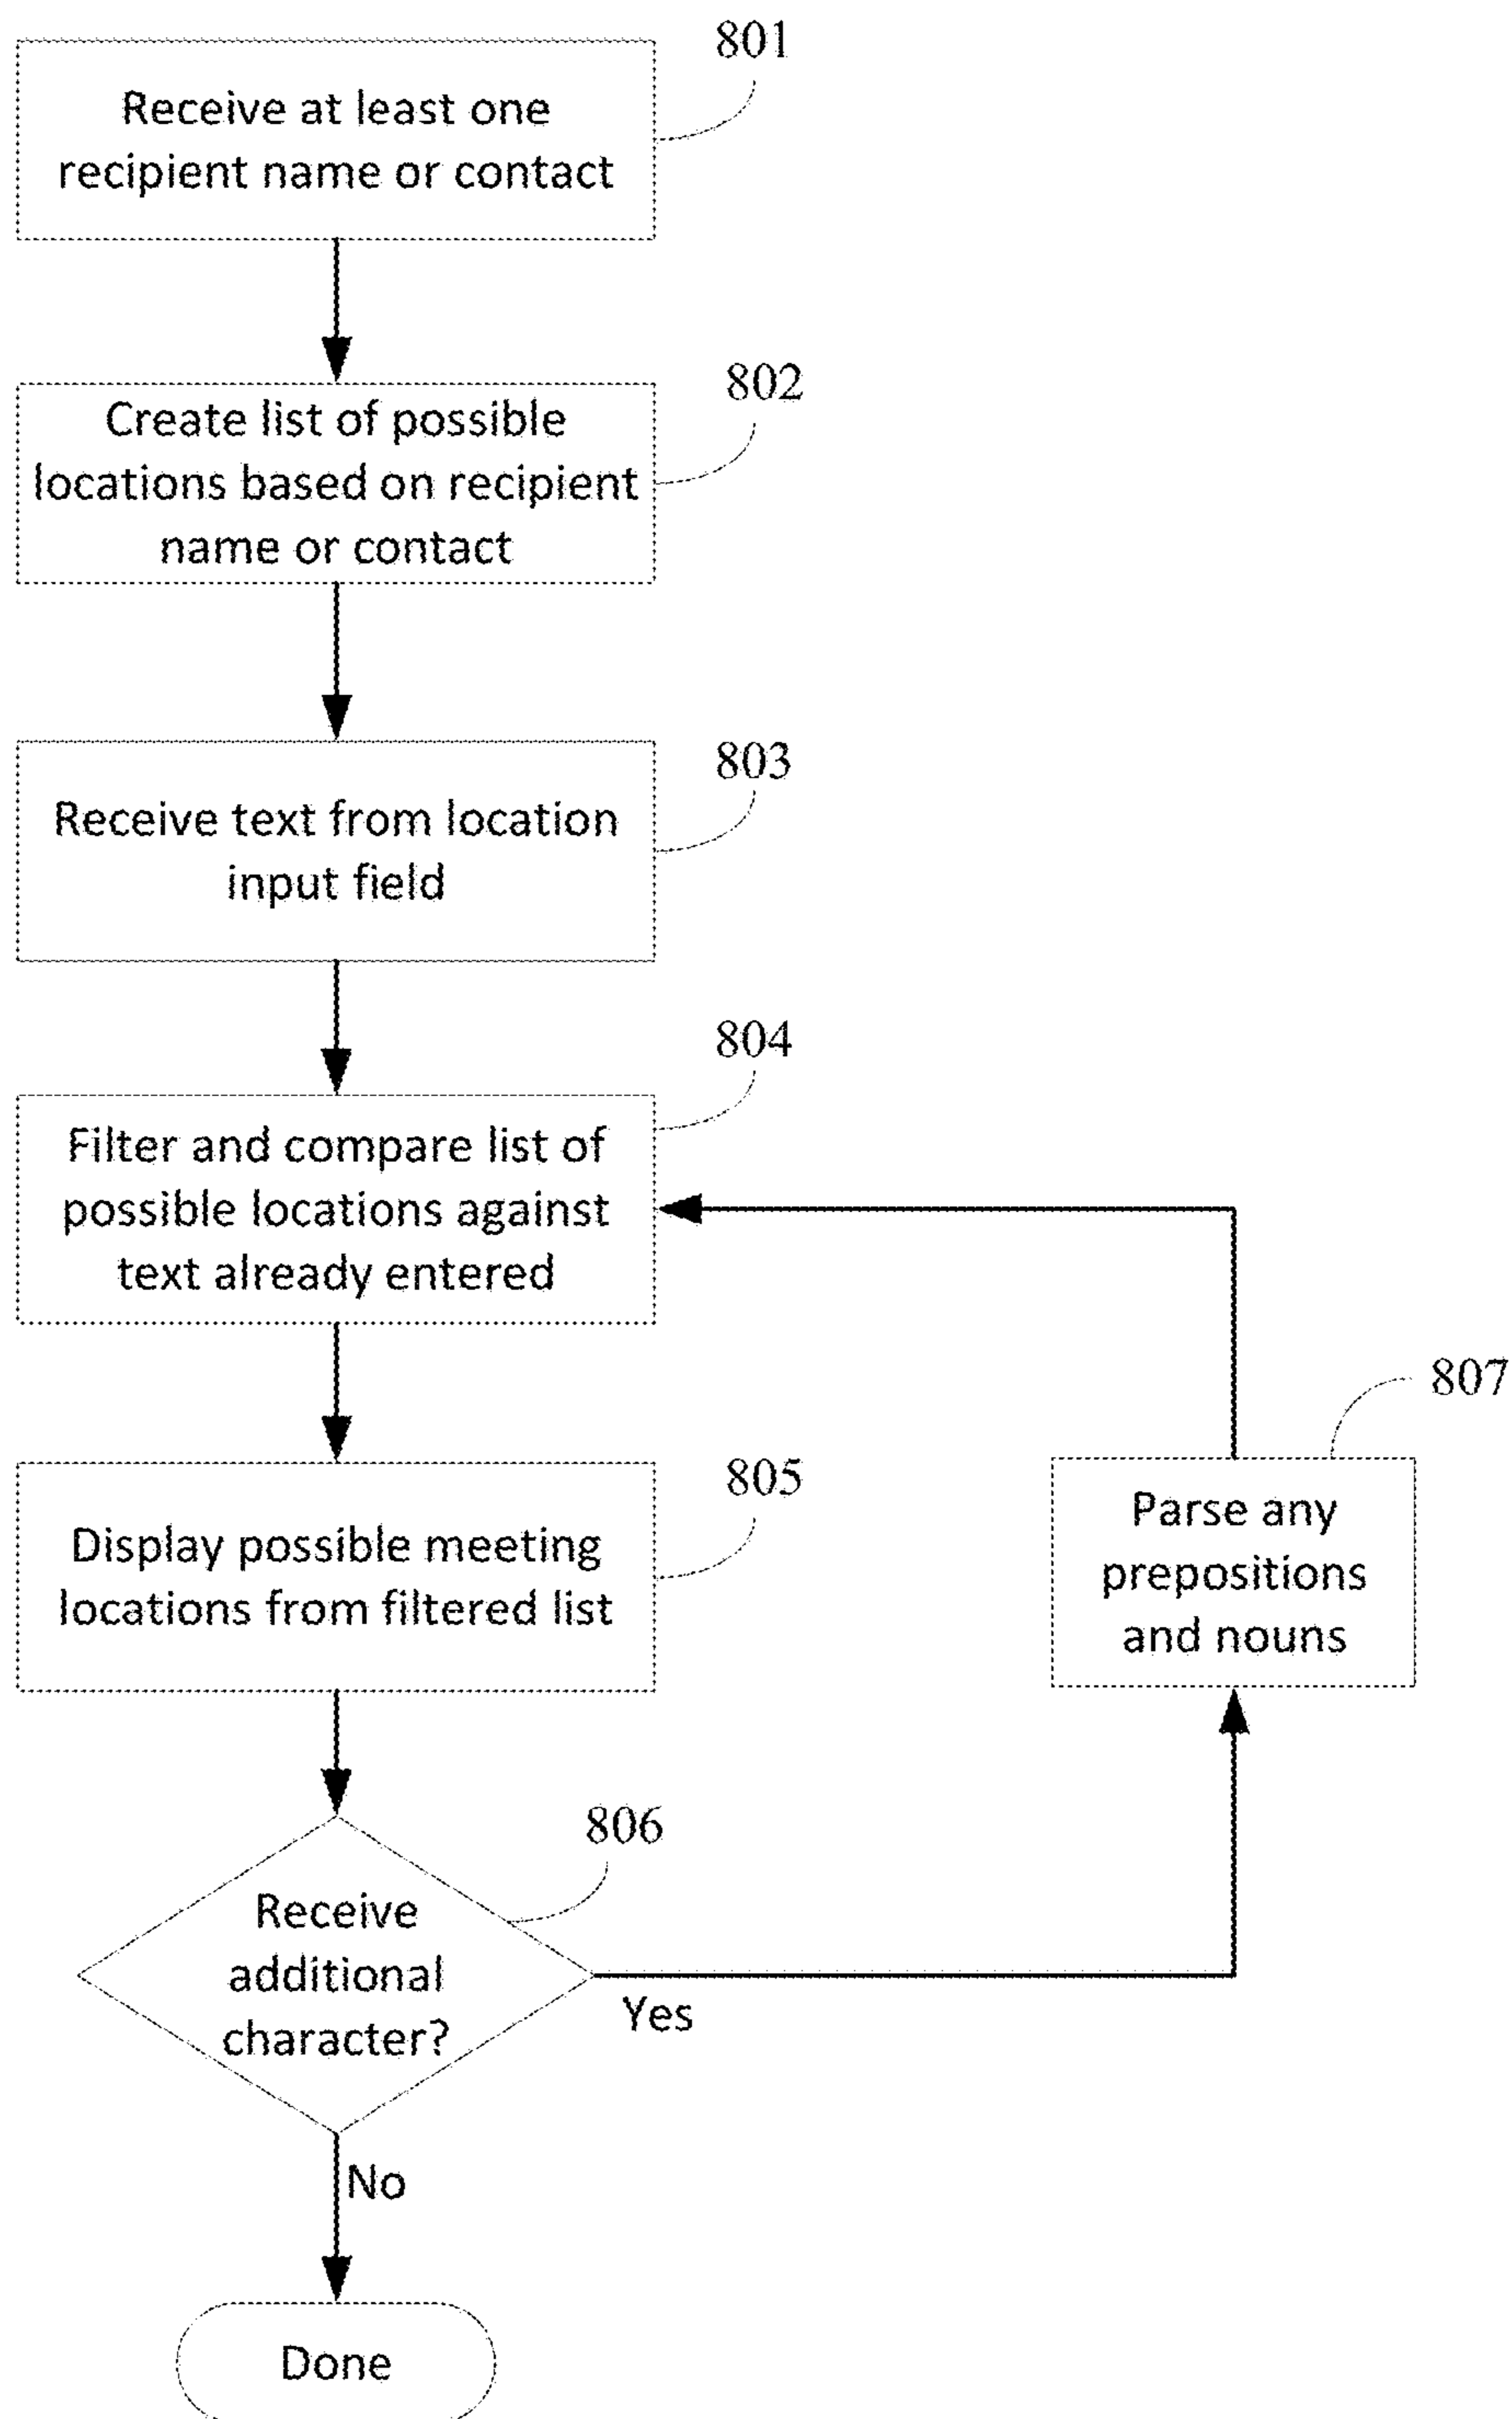 801
Receive at least one
recipient name or contact
802
Create list of possible
locations based on recipient
name or contact
803
Receive text from location
input field
804
Filter and compare list of
possible locations against
text already entered
807
Parse any
prepositions
and nouns
805
Display possible meeting
locations from filtered list
806
Receive
additional
character?
Yes
No
Done